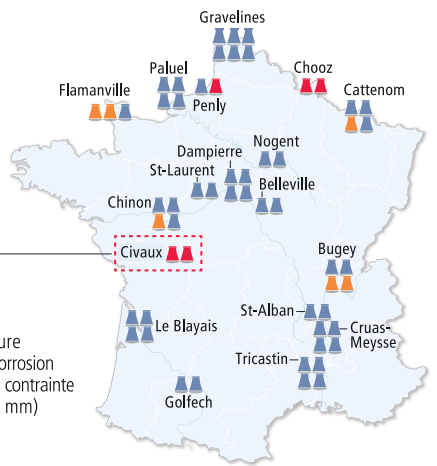 Gravelines
Paluel
Chooz
Flamanville
Penly
Cattenom
Nogent
Dampierre
St-Laurent
Belleville
Chinon
Civaux
Bugey
St-Alban
Le Blayais
Cruas-
Meysse
Tricastin
Golfech
ure
orrosion
contrainte
mm)